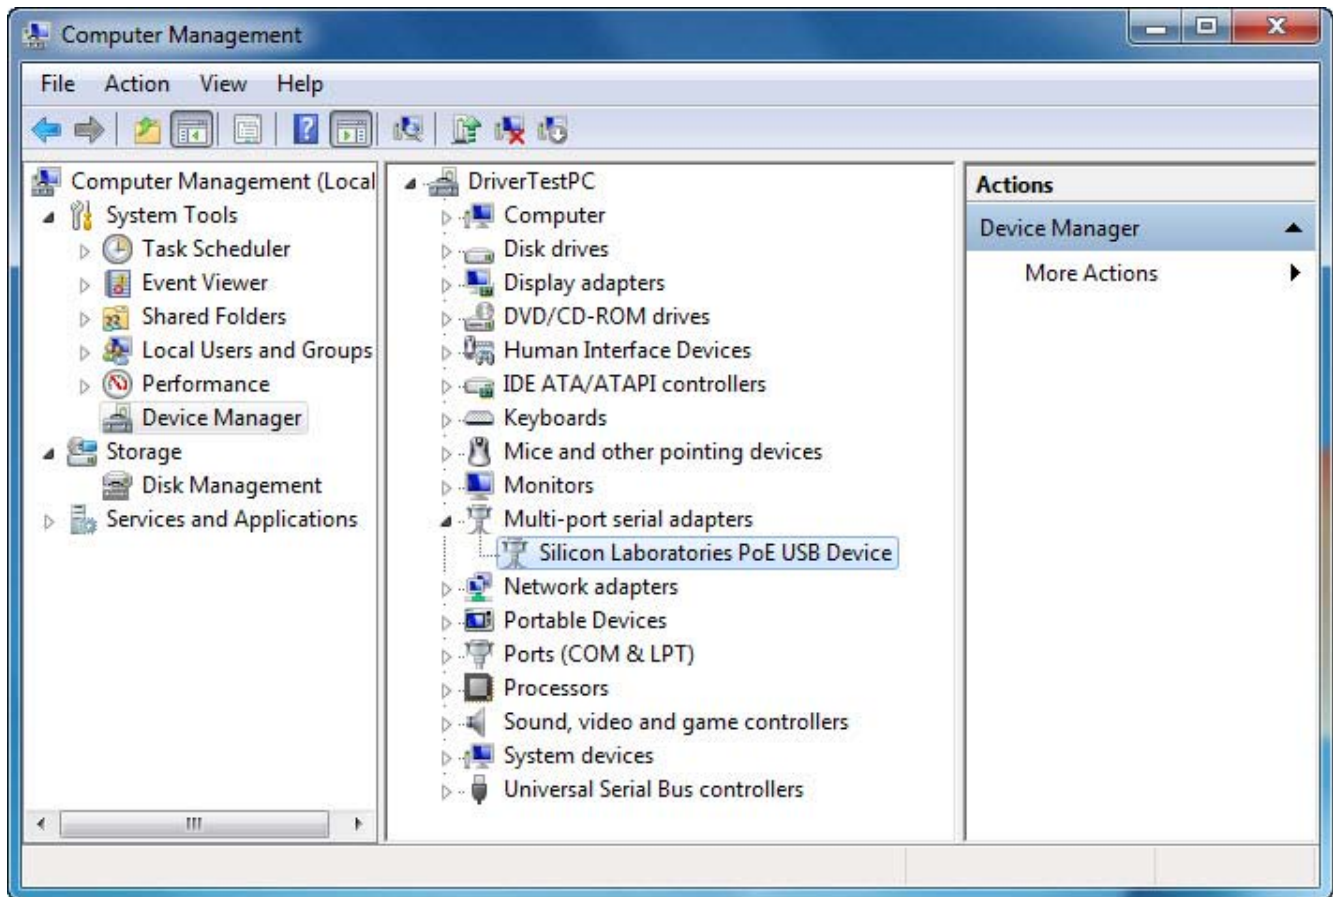 Computer Management
File Action View Help
Computer Management (Local
System Tools
Task Scheduler
Event Viewer
Shared Folders
Local Users and Groups
Performance
Device Manager
Storage
Disk Management
Services and Applications
DriverTestPC
Computer
Disk drives
Display adapters
DVD/CD-ROM drives
Human Interface Devices
IDE ATA/ATAPI controllers
Keyboards
Mice and other pointing devices
Monitors
Multi-port serial adapters
Silicon Laboratories PoE USB Device
Network adapters
Portable Devices
Ports (COM & LPT)
Processors
Sound, video and game controllers
System devices
Universal Serial Bus controllers
Actions
Device Manager
More Actions